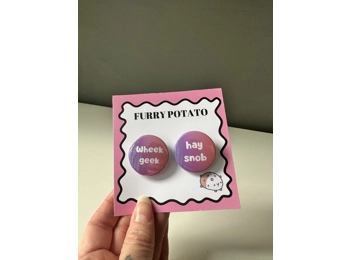 FURRY POTATO
Wheek
geek
hay
snob